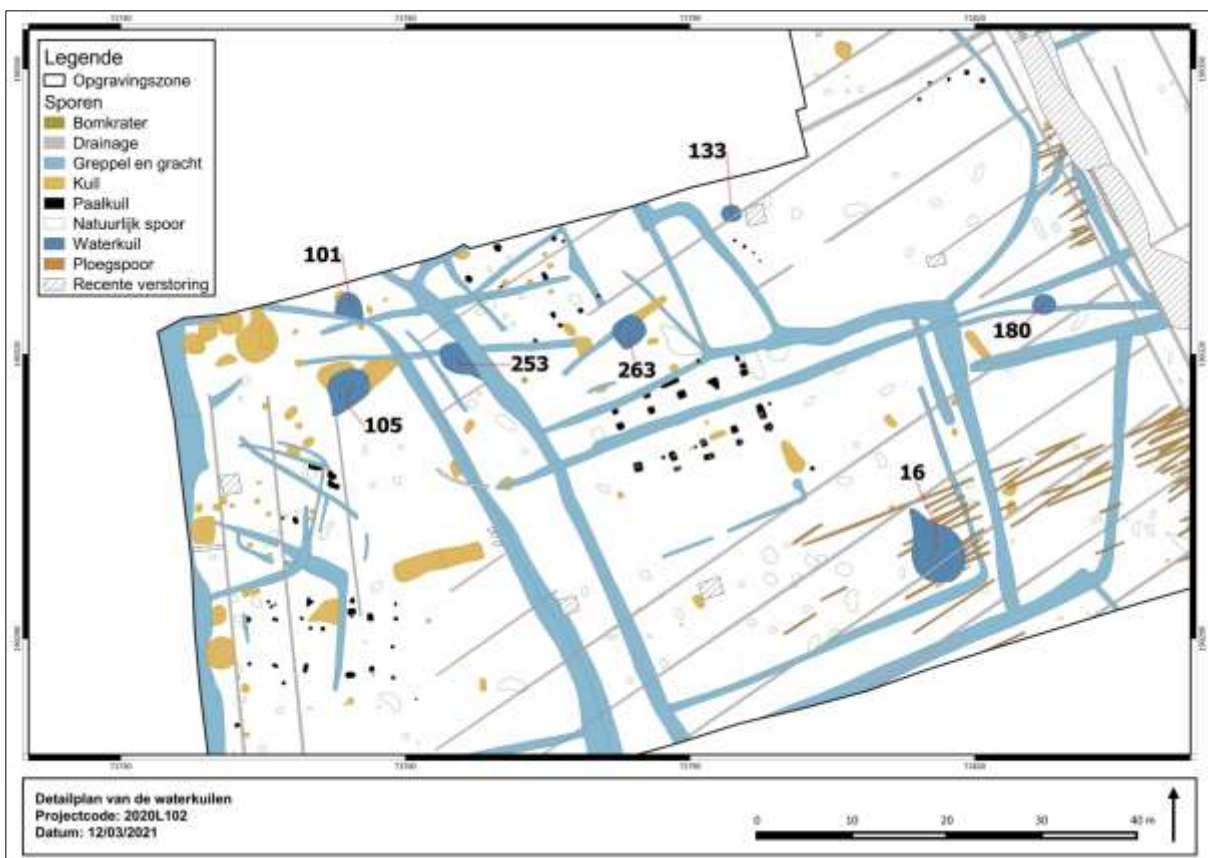 Legende
Opgravingszone
Sporen
Bomkrater
Drainage
Greppel en gracht
Kuil
Paalkuil
Natuurlijk spoor
Waterkuil
Ploegspoor
Recente verstoring
133
101
253
263
180
105
16
Detailplan van de waterkuilen
Projectcode: 2020L102
Datum: 12/03/2021
0 10 20 30 40 m